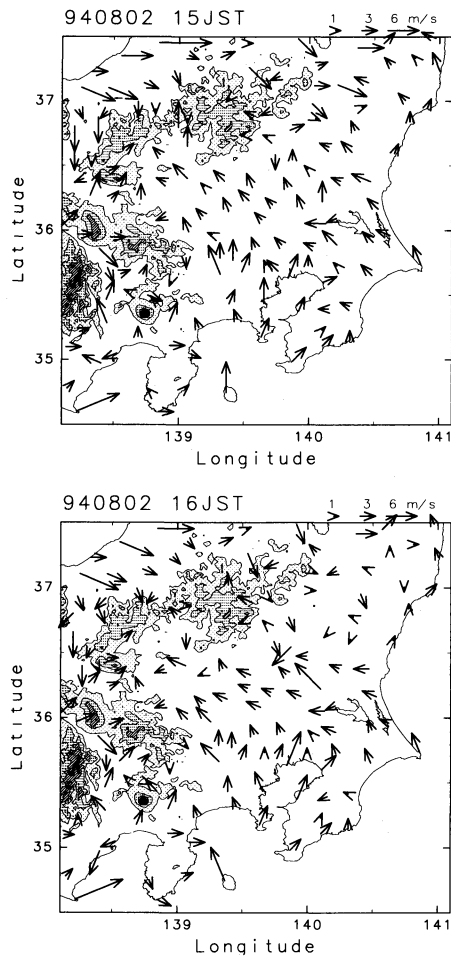 940802 15JST
1 3 6 m/s
37
36
35
Latitude
139 140 141
Longitude
940802 16JST
1 3 6 m/s
37
36
35
Latitude
139 140 141
Longitude